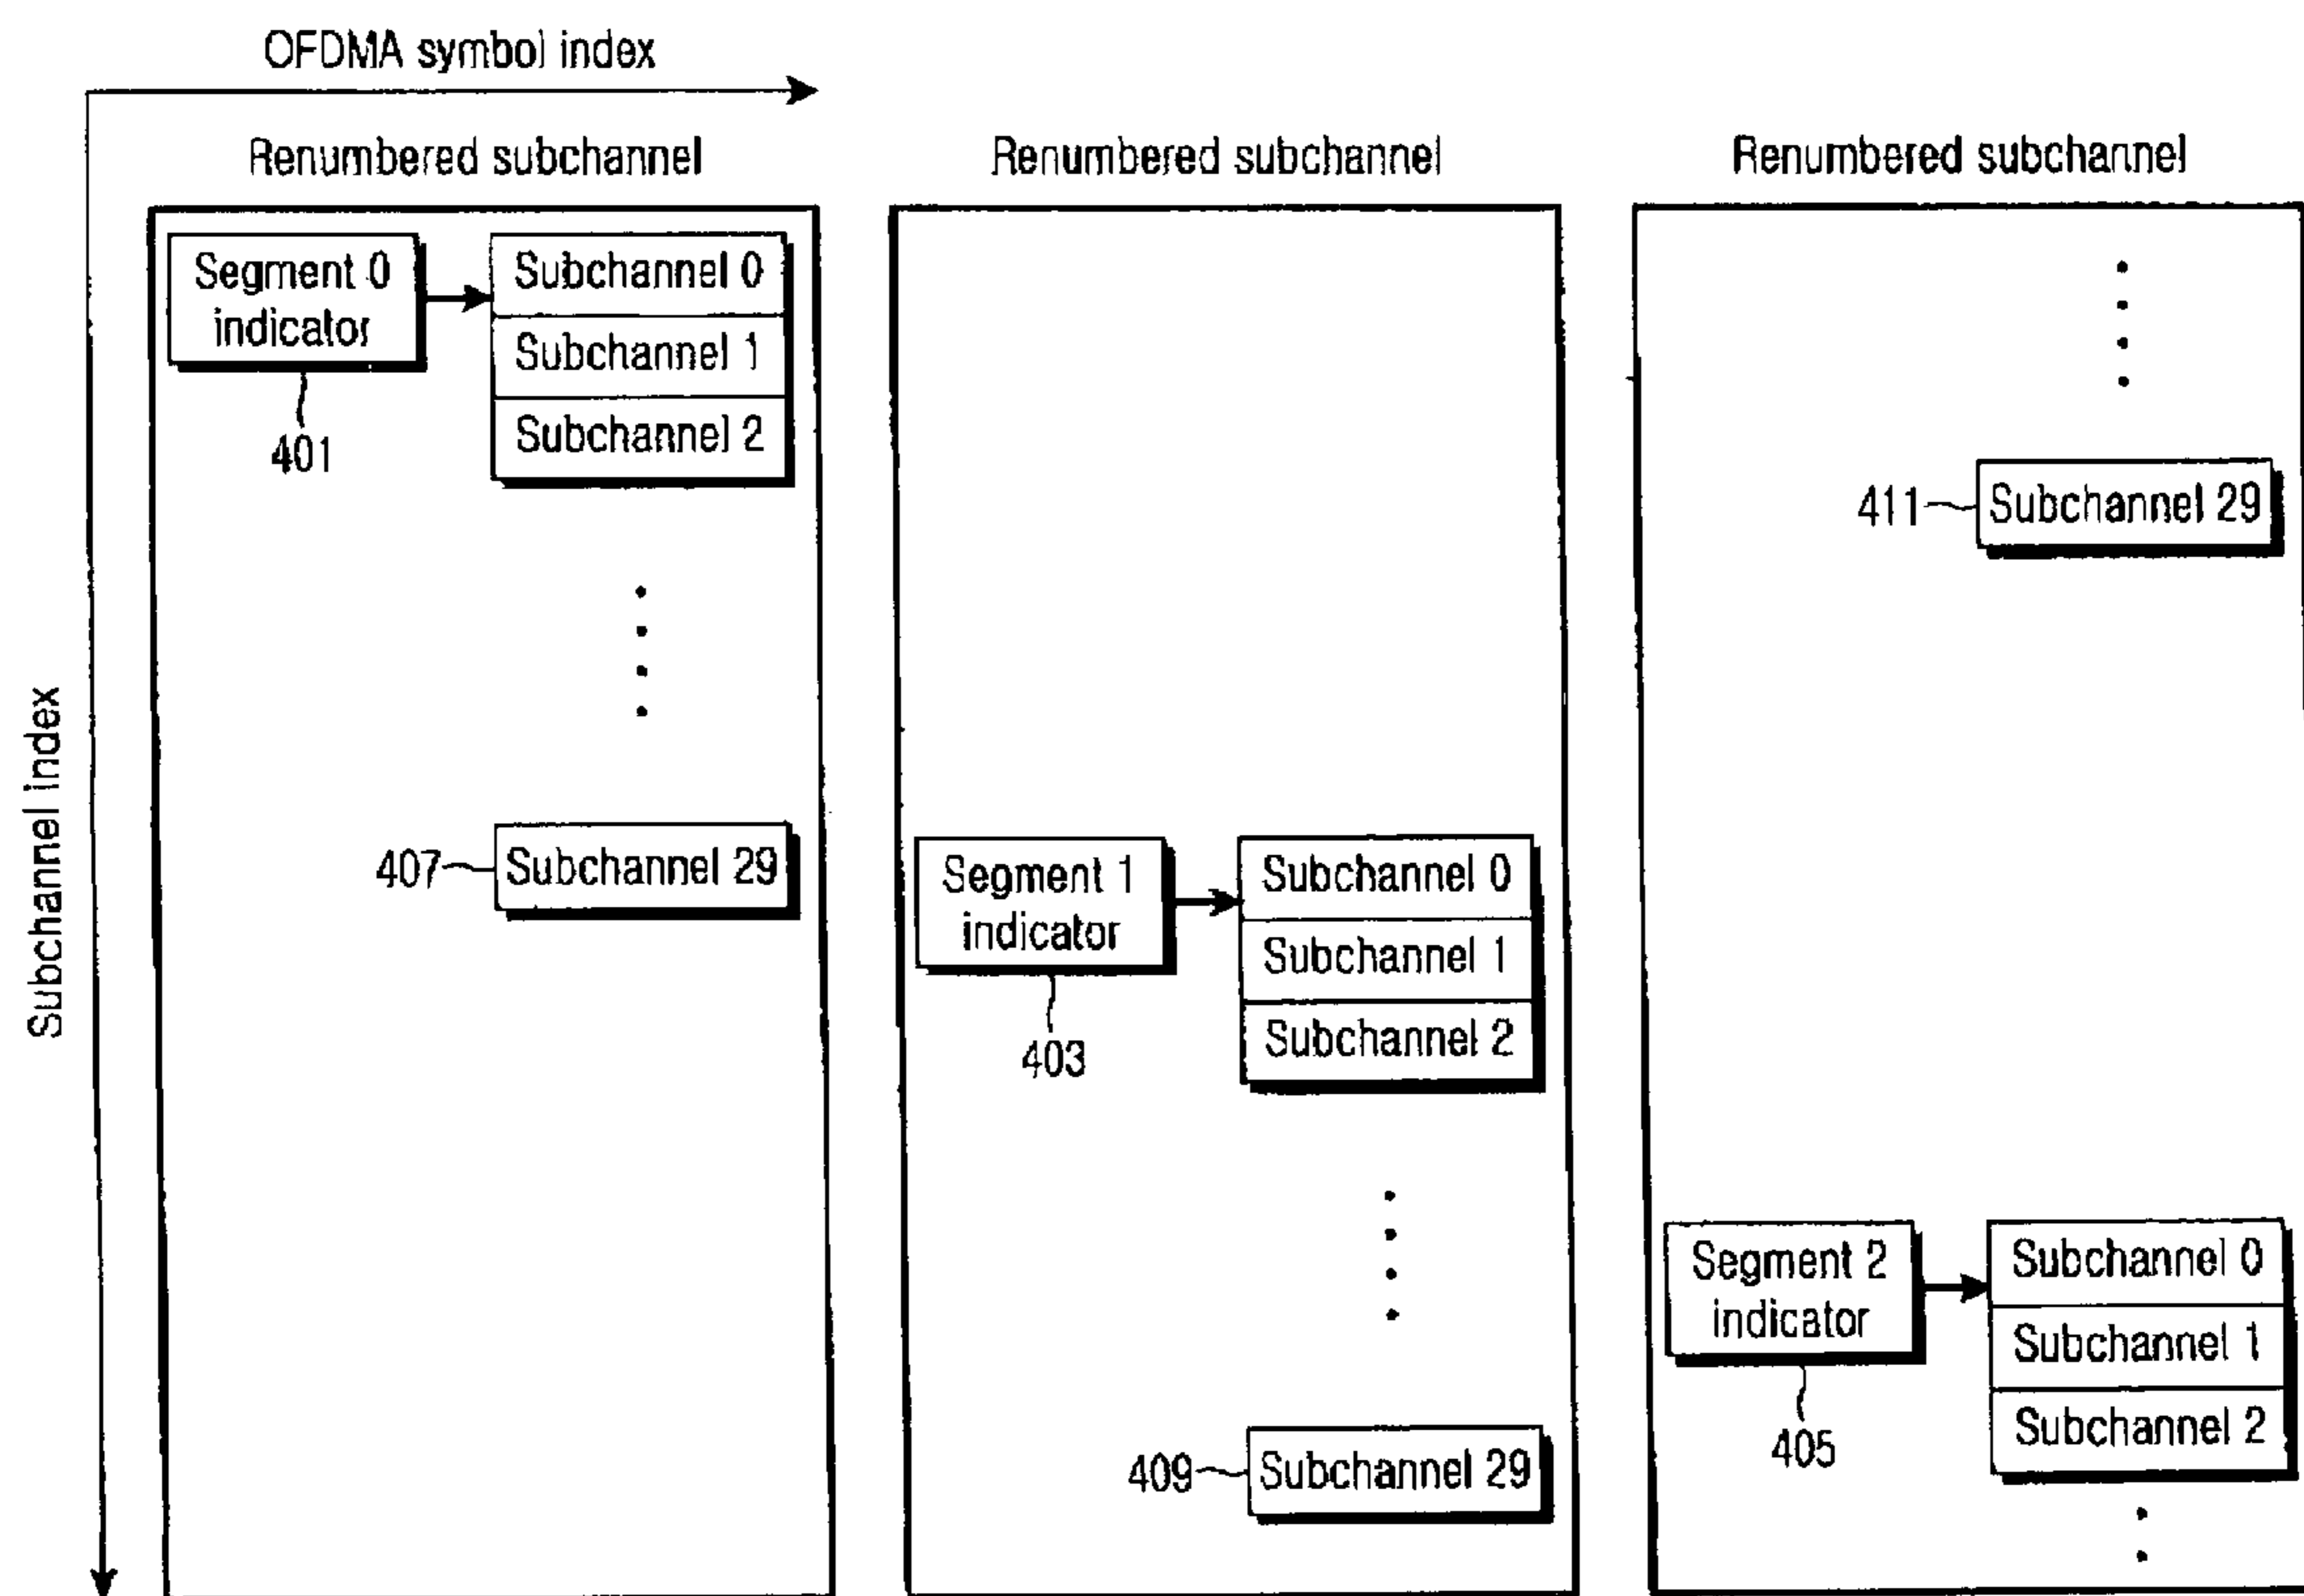 OFDMA symbol index
Subchannel index
Renumbered subchannel
Segment 0
indicator
401
Subchannel 0
Subchannel 1
Subchannel 2
407
Subchannel 29
Renumbered subchannel
Segment 1
indicator
403
Subchannel 0
Subchannel 1
Subchannel 2
409
Subchannel 29
Renumbered subchannel
411
Subchannel 29
Segment 2
indicator
405
Subchannel 0
Subchannel 1
Subchannel 2